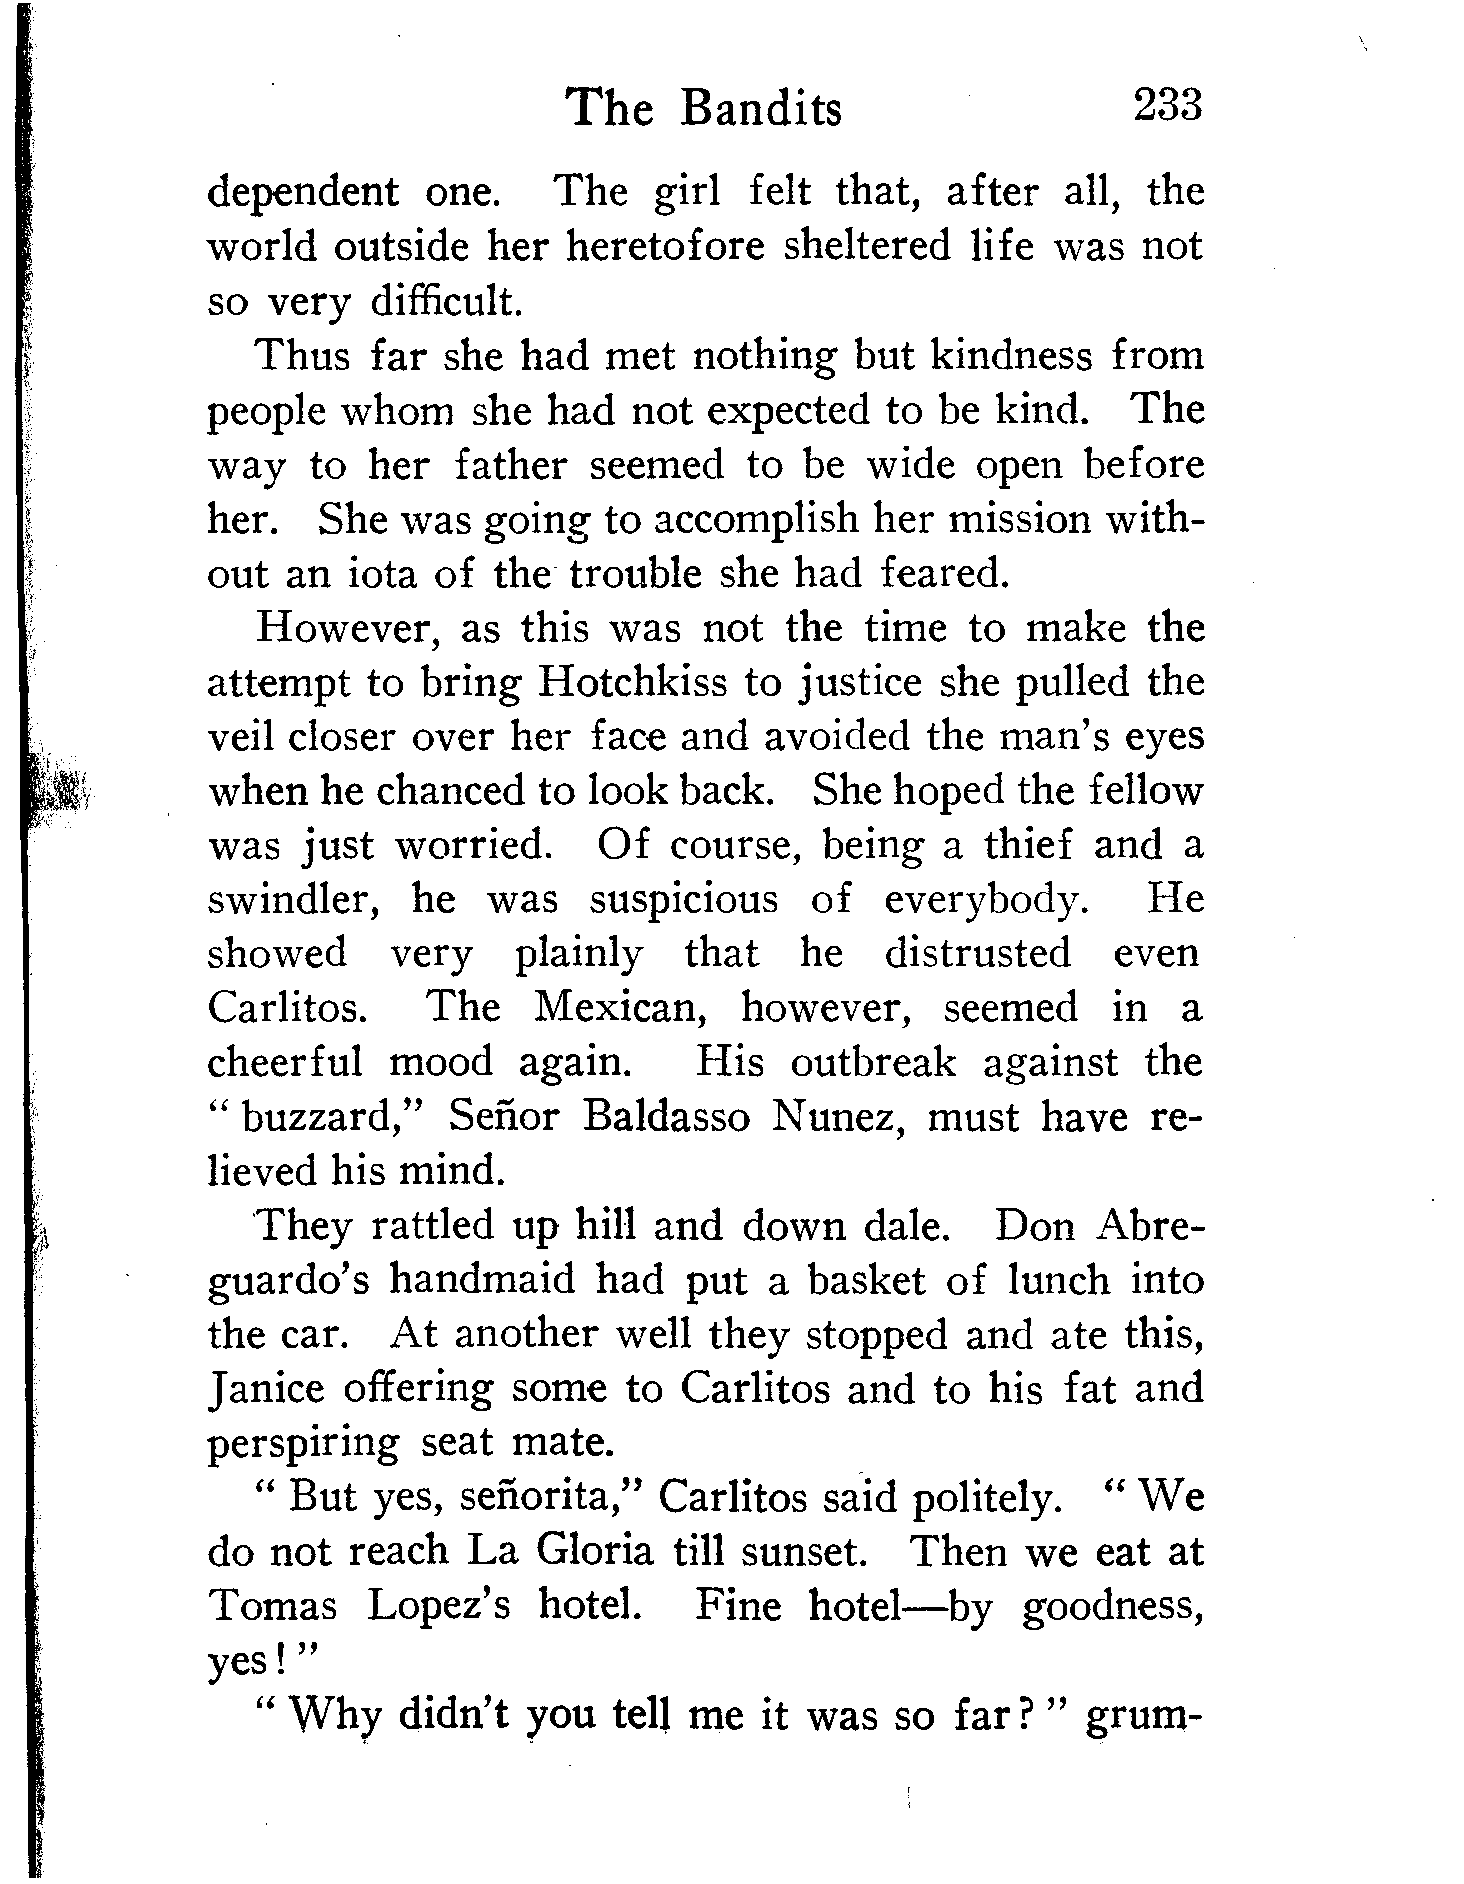 The Bandits 233
dependent one. The girl felt that, after all, the
world outside her heretofore sheltered life was not
so very difficult.
Thus far she had met nothing but kindness from
people whom she had not expected to be kind. The
way to her father seemed to be wide open before
her. She was going to accomplish her mission with-
out an iota of the trouble she had feared.
However, as this was not the time to make the
attempt to bring Hotchkiss to justice she pulled the
veil closer over her face and avoided the man's eyes
when he chanced to look back. She hoped the fellow
was just worried. Of course, being a thief and a
swindler, he was suspicious of everybody. He
showed very plainly that he distrusted even
Carlitos. The Mexican, however, seemed in a
cheerful mood again. His outbreak against the
“ buzzard,” Señor Baldasso Nunez, must have re-
lieved his mind.
They rattled up hill and down dale. Don Abre-
guardo's handmaid had put a basket of lunch into
the car. At another well they stopped and ate this,
Janice offering some to Carlitos and to his fat and
perspiring seat mate.
“ But yes, señorita,” Carlitos said politely. “ We
do not reach La Gloria till sunset. Then we eat at
Tomas Lopez's hotel. Fine hotel—by goodness,
yes! ”
“ Why didn't you tell me it was so far? ” grum-